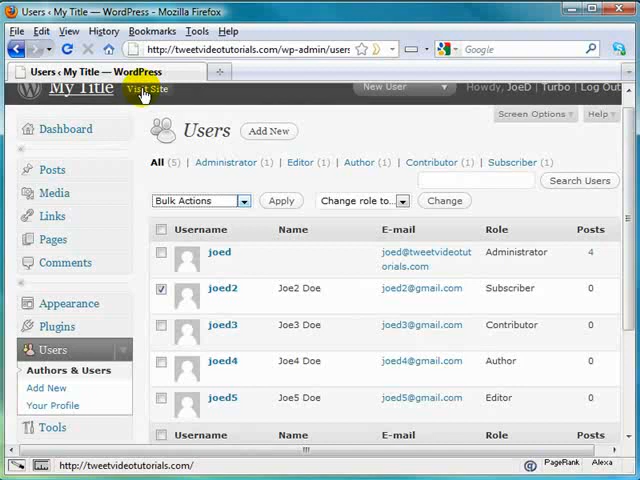 Users ‹ My Title — WordPress - Mozilla Firefox
File Edit View History Bookmarks Tools Help
http://tweetvideotutorials.com/wp-admin/users
Google
Users ‹ My Title — WordPress
My Title Visit Site New User Howdy, JoeD | Turbo | Log Out
Screen Options Help
Dashboard
Users Add New
All (5) | Administrator (1) | Editor (1) | Author (1) | Contributor (1) | Subscriber (1)
Posts
Search Users
Media
Bulk Actions Apply Change role to... Change
Links
Username Name E-mail Role Posts
Pages
joed joed@tweetvideotut Administrator 4
orials.com
Comments
joed2 Joe2 Doe joed2@gmail.com Subscriber 0
Appearance
joed3 Joe3 Doe joed3@gmail.com Contributor 0
Plugins
Users
joed4 Joe4 Doe joed4@gmail.com Author 0
Authors & Users
Add New
joed5 Joe5 Doe joed5@gmail.com Editor 0
Your Profile
Tools
Username Name E-mail Role Posts
http://tweetvideotutorials.com/
PageRank Alexa